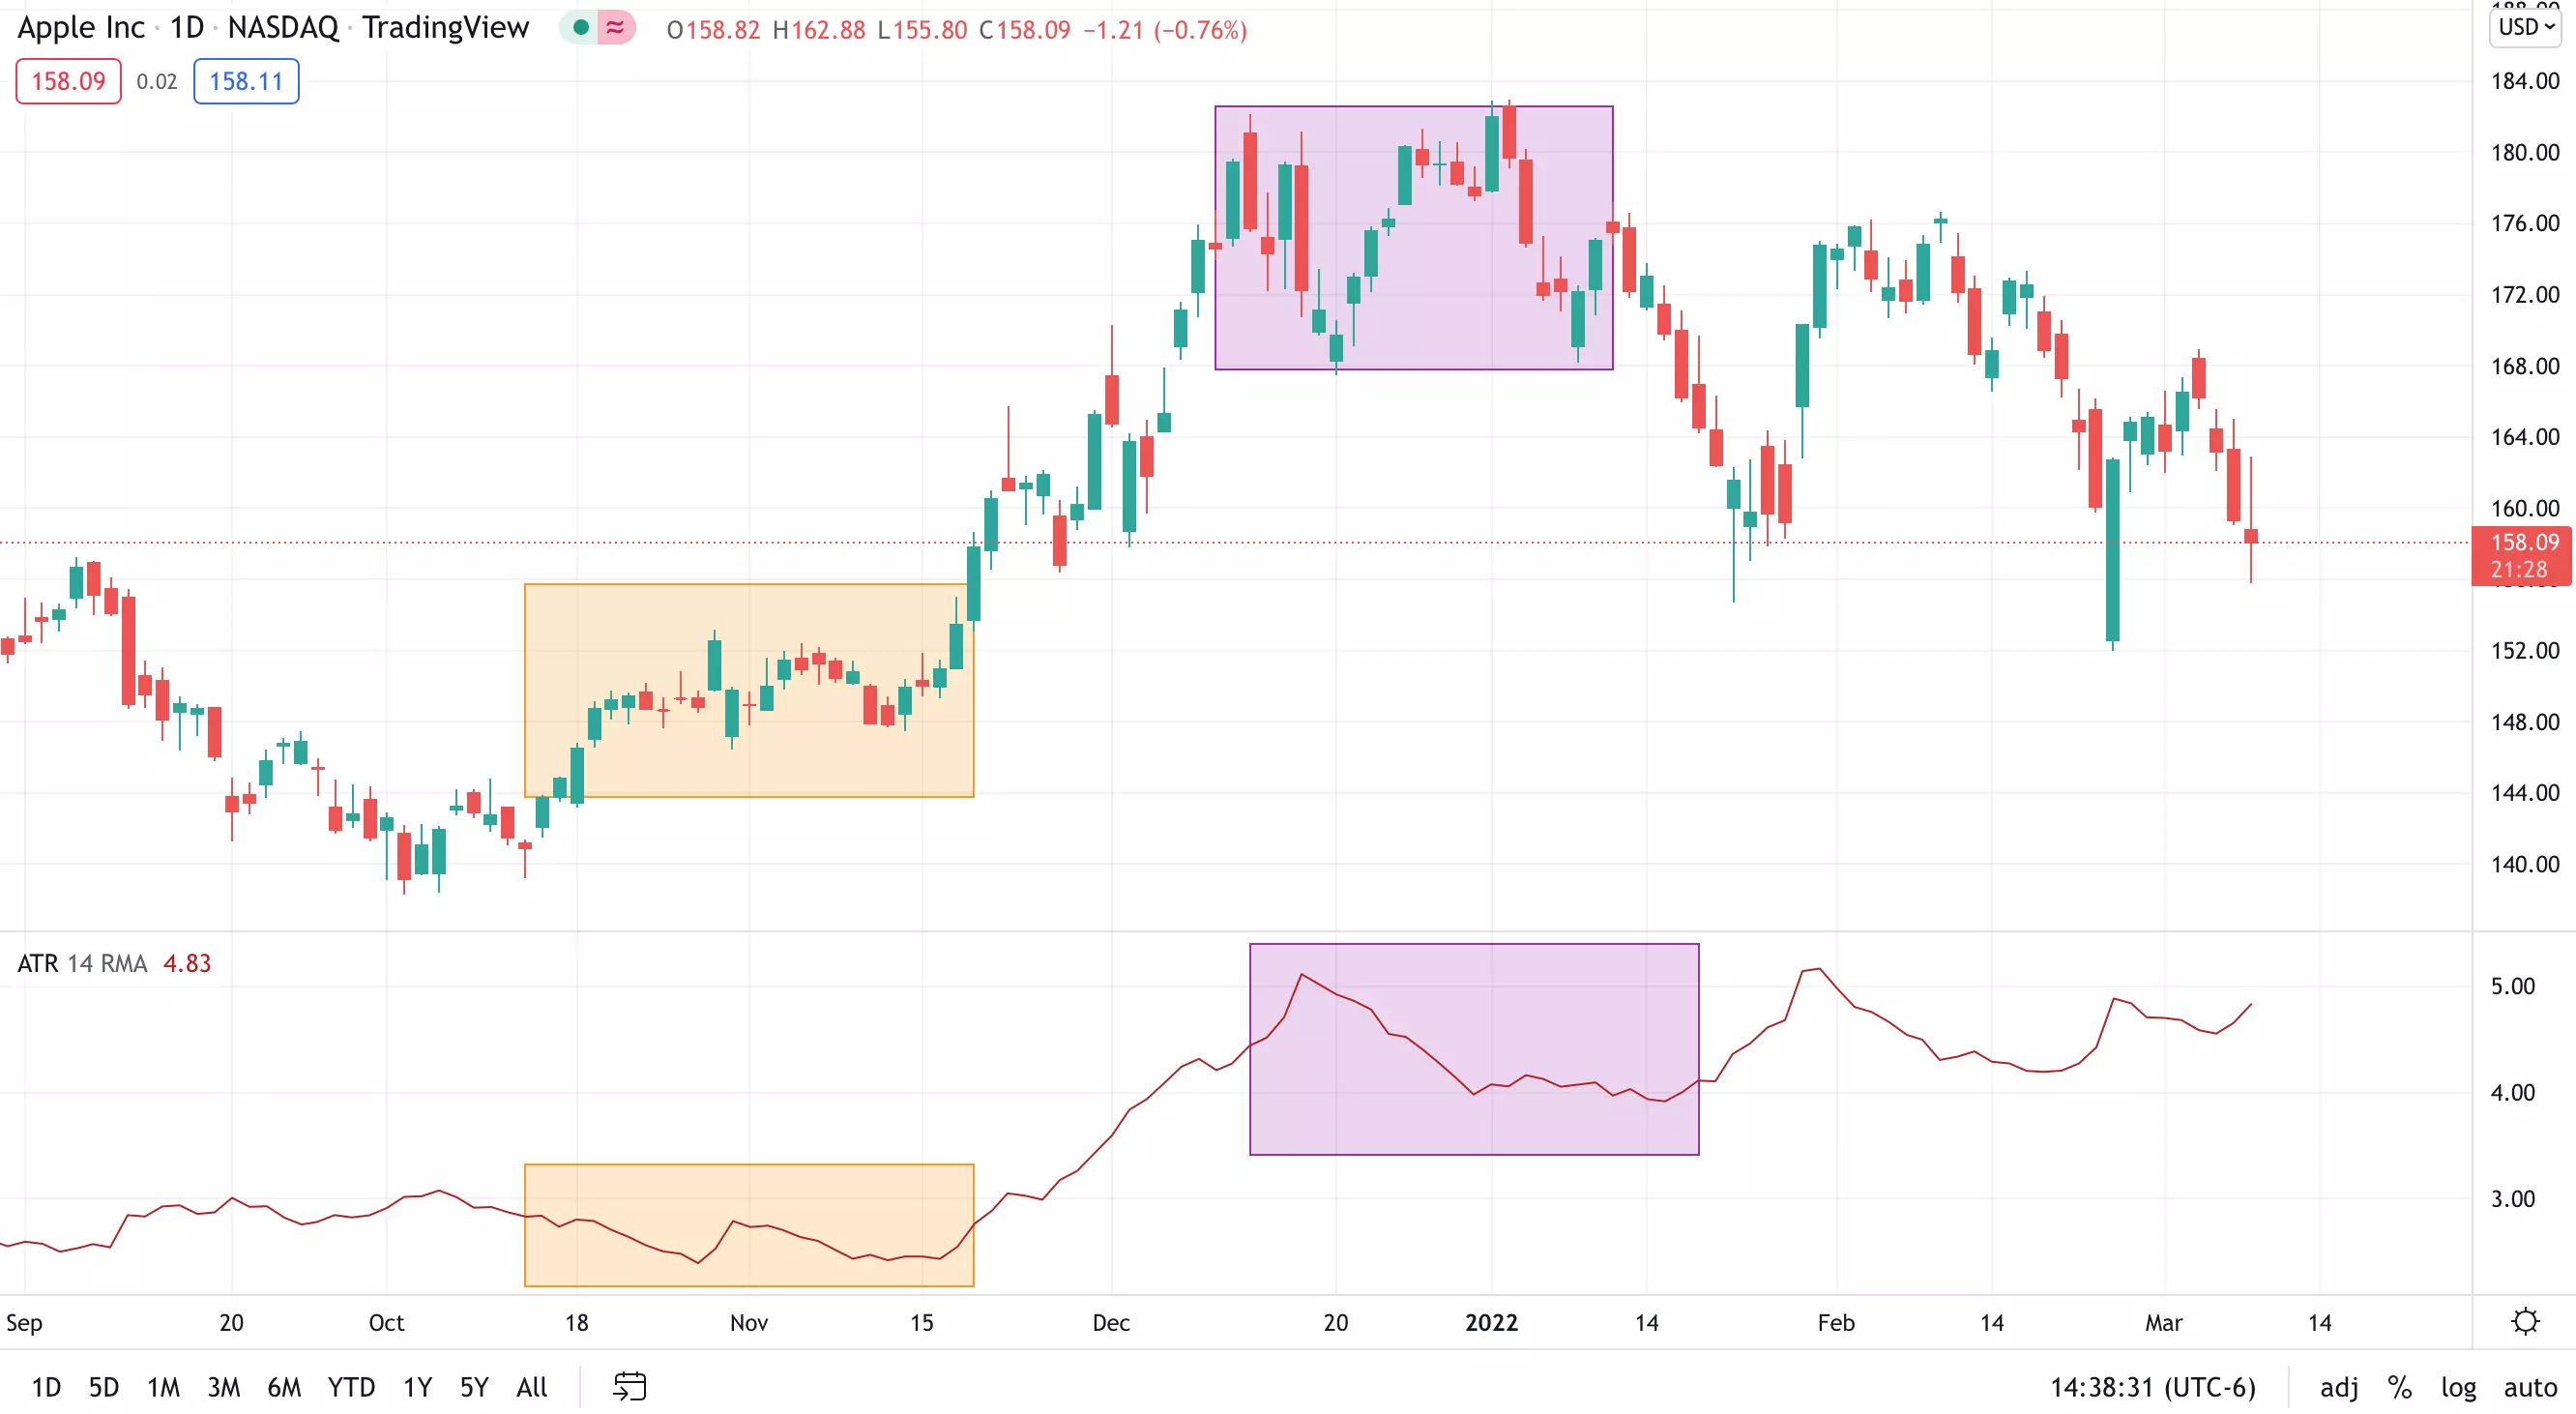 Apple Inc · 1D · NASDAQ · TradingView
O158.82 H162.88 L155.80 C158.09 −1.21 (−0.76%)
USD
158.09 0.02 158.11
184.00
180.00
176.00
172.00
168.00
164.00
160.00
158.09
21:28
152.00
148.00
144.00
140.00
ATR 14 RMA 4.83
5.00
4.00
3.00
Sep 20 Oct 18 Nov 15 Dec 20 2022 14 Feb 14 Mar 14
1D 5D 1M 3M 6M YTD 1Y 5Y All
14:38:31 (UTC-6) adj % log auto